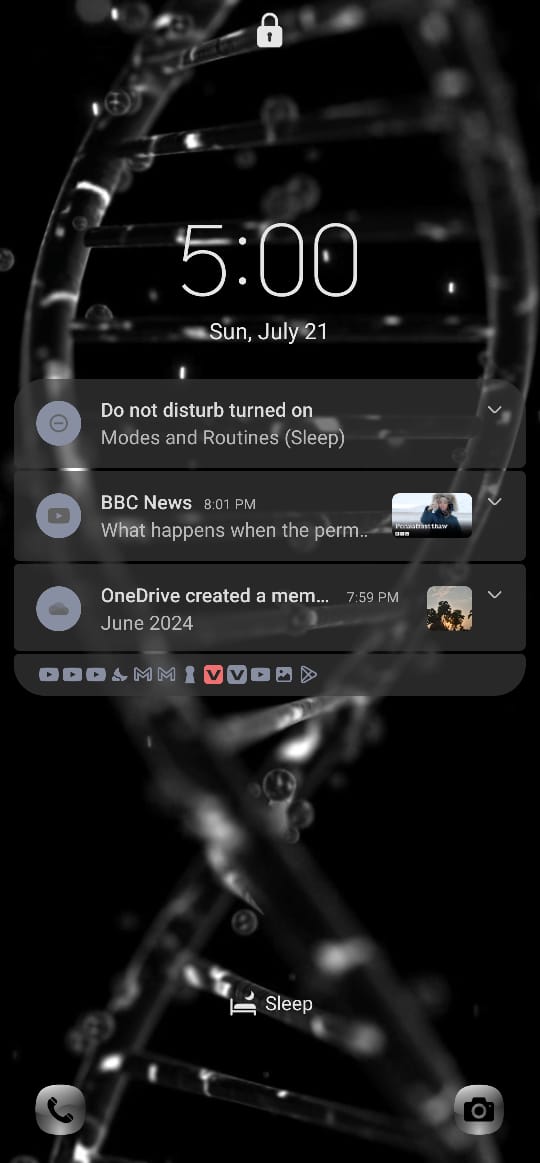 5:00
Sun, July 21
Do not disturb turned on
Modes and Routines (Sleep)
BBC News 8:01 PM
What happens when the perm..
Permafrost thaw
BBC
OneDrive created a mem... 7:59 PM
June 2024
Sleep